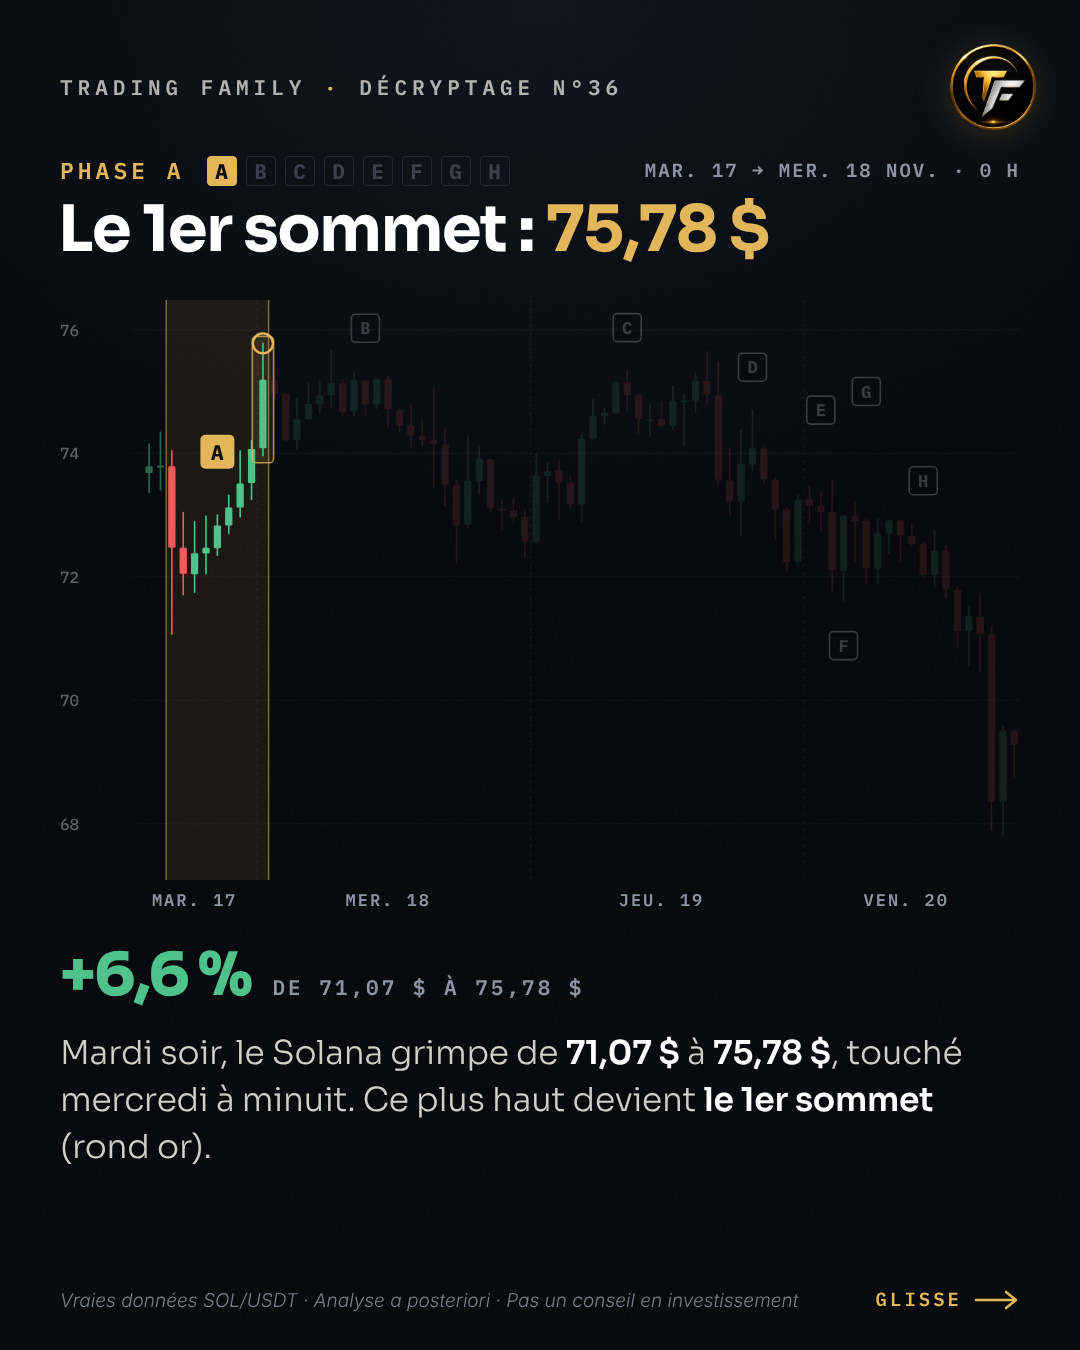 TRADING FAMILY · DÉCRYPTAGE N°36
TF
PHASE A A B C D E F G H
MAR. 17 → MER. 18 NOV. · 0 H
Le 1er sommet : 75,78 $
76
74
72
70
68
A
B
C
D
E
G
H
F
MAR. 17 MER. 18 JEU. 19 VEN. 20
+6,6 % DE 71,07 $ À 75,78 $
Mardi soir, le Solana grimpe de 71,07 $ à 75,78 $, touché
mercredi à minuit. Ce plus haut devient le 1er sommet
(rond or).
Vraies données SOL/USDT · Analyse a posteriori · Pas un conseil en investissement
GLISSE →